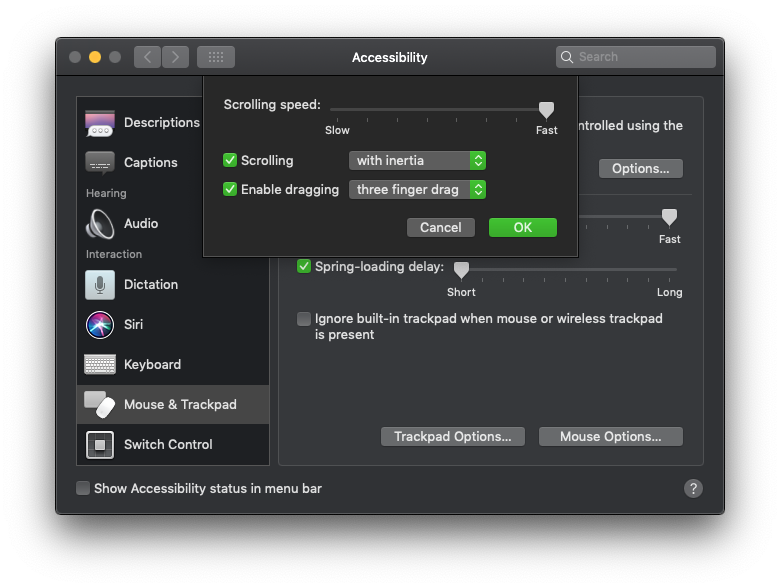 Accessibility
Search
Descriptions
Captions
Hearing
Audio
Interaction
Dictation
Siri
Keyboard
Mouse & Trackpad
Switch Control
Scrolling speed:
Slow
Fast
Scrolling
with inertia
Enable dragging
three finger drag
Cancel
OK
ntrolled using the
Options...
Fast
Spring-loading delay:
Short
Long
Ignore built-in trackpad when mouse or wireless trackpad
is present
Trackpad Options...
Mouse Options...
Show Accessibility status in menu bar
?